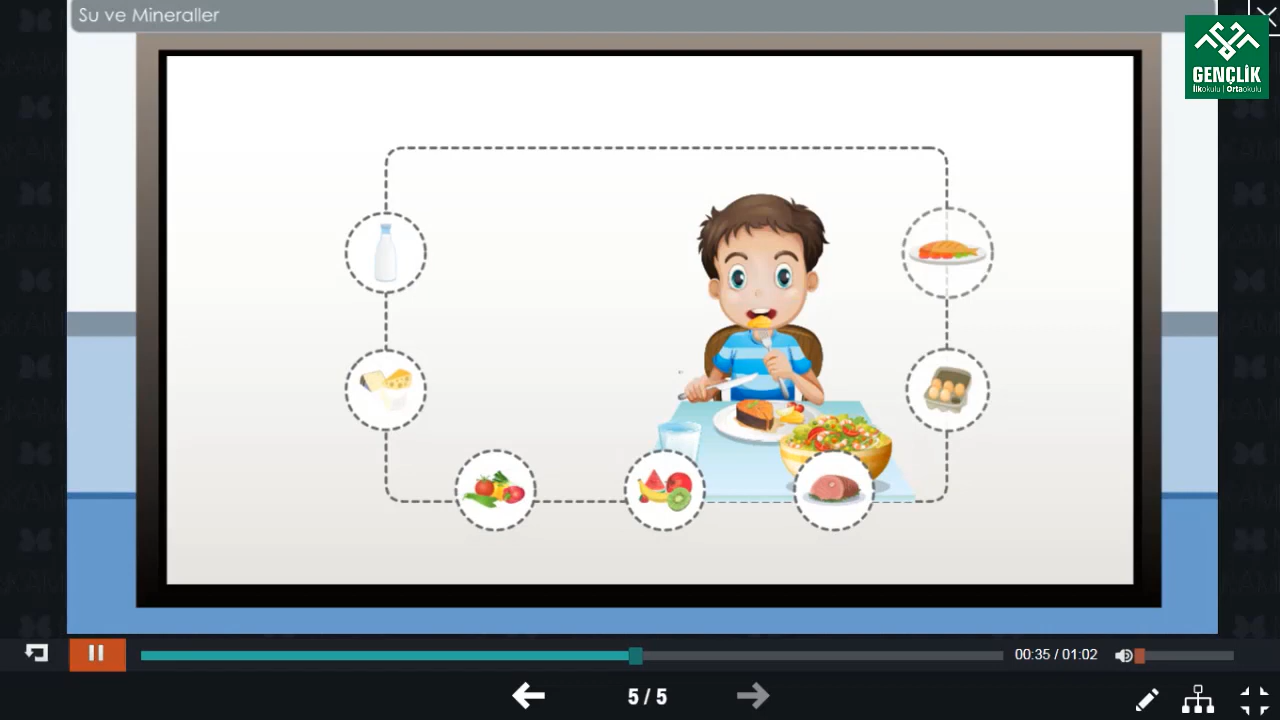 Su ve Mineraller
GENÇLİK
İlkokulu | Ortaokulu
00:35 / 01:02
5 / 5